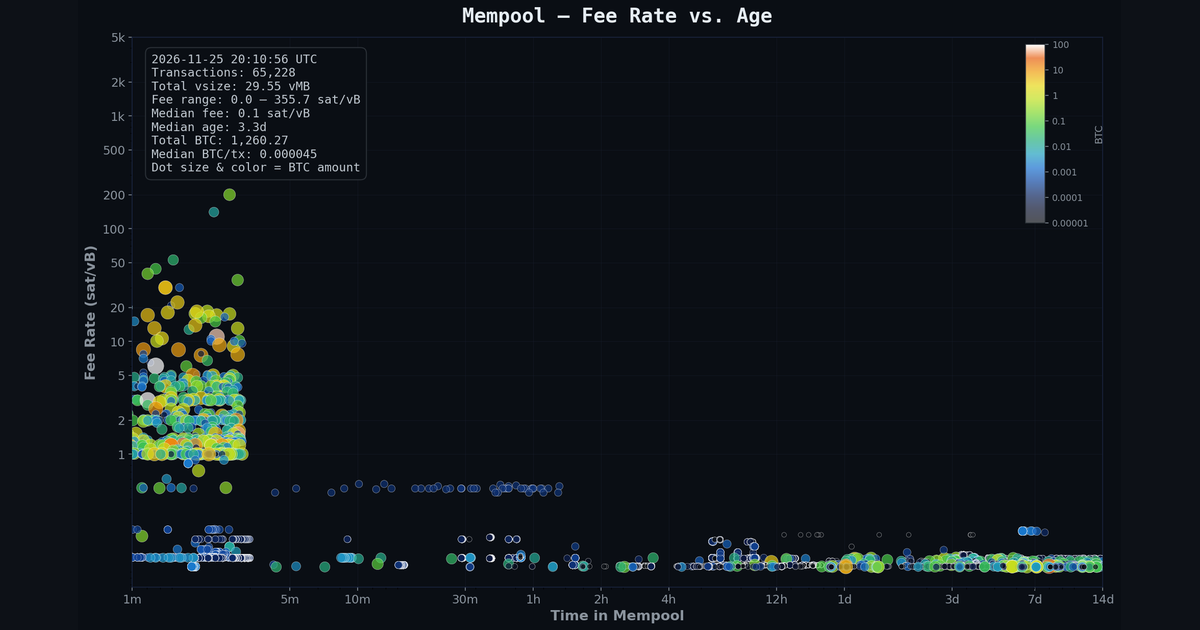 Mempool — Fee Rate vs. Age
5k
2k
1k
500
200
100
50
20
10
5
2
1
Fee Rate (sat/vB)
2026-11-25 20:10:56 UTC
Transactions: 65,228
Total vsize: 29.55 vMB
Fee range: 0.0 – 355.7 sat/vB
Median fee: 0.1 sat/vB
Median age: 3.3d
Total BTC: 1,260.27
Median BTC/tx: 0.000045
Dot size & color = BTC amount
100
10
1
0.1
0.01
0.001
0.0001
0.00001
BTC
1m 5m 10m 30m 1h 2h 4h 12h 1d 3d 7d 14d
Time in Mempool